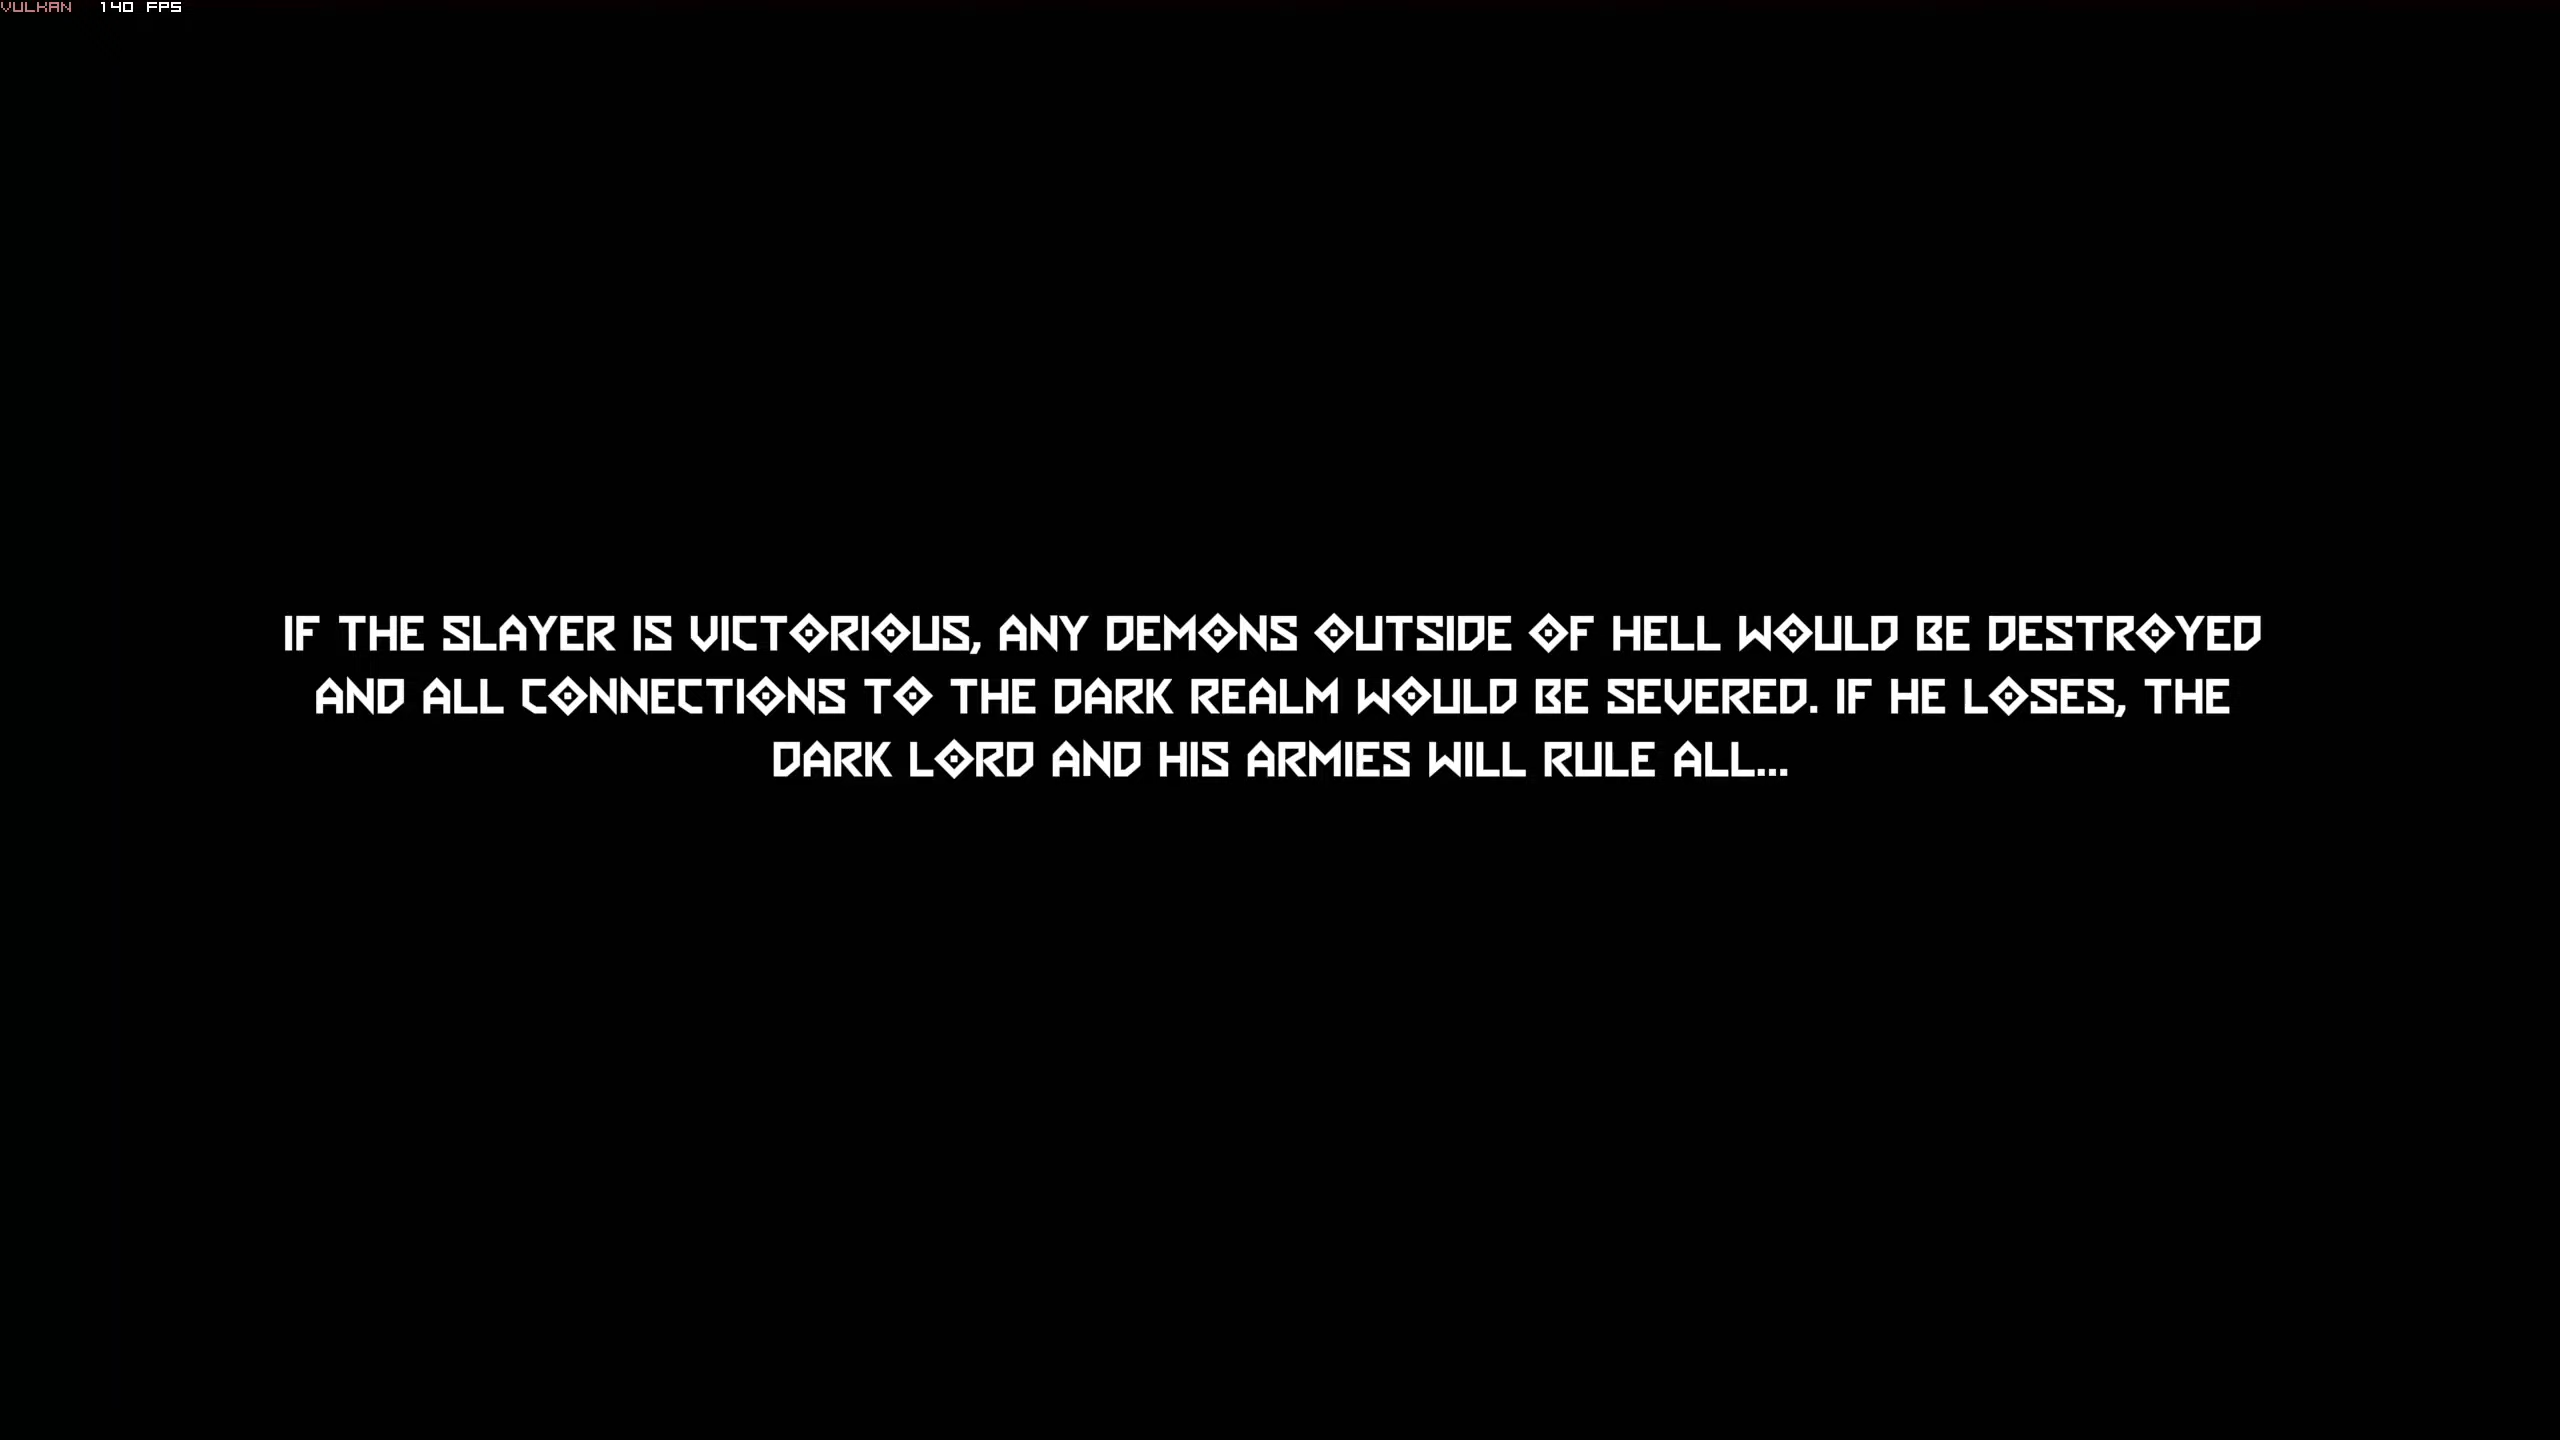 VULKAN 140 FPS
IF THE SLAYER IS VICTORIOUS, ANY DEMONS OUTSIDE OF HELL WOULD BE DESTROYED
AND ALL CONNECTIONS TO THE DARK REALM WOULD BE SEVERED. IF HE LOSES, THE
DARK LORD AND HIS ARMIES WILL RULE ALL...